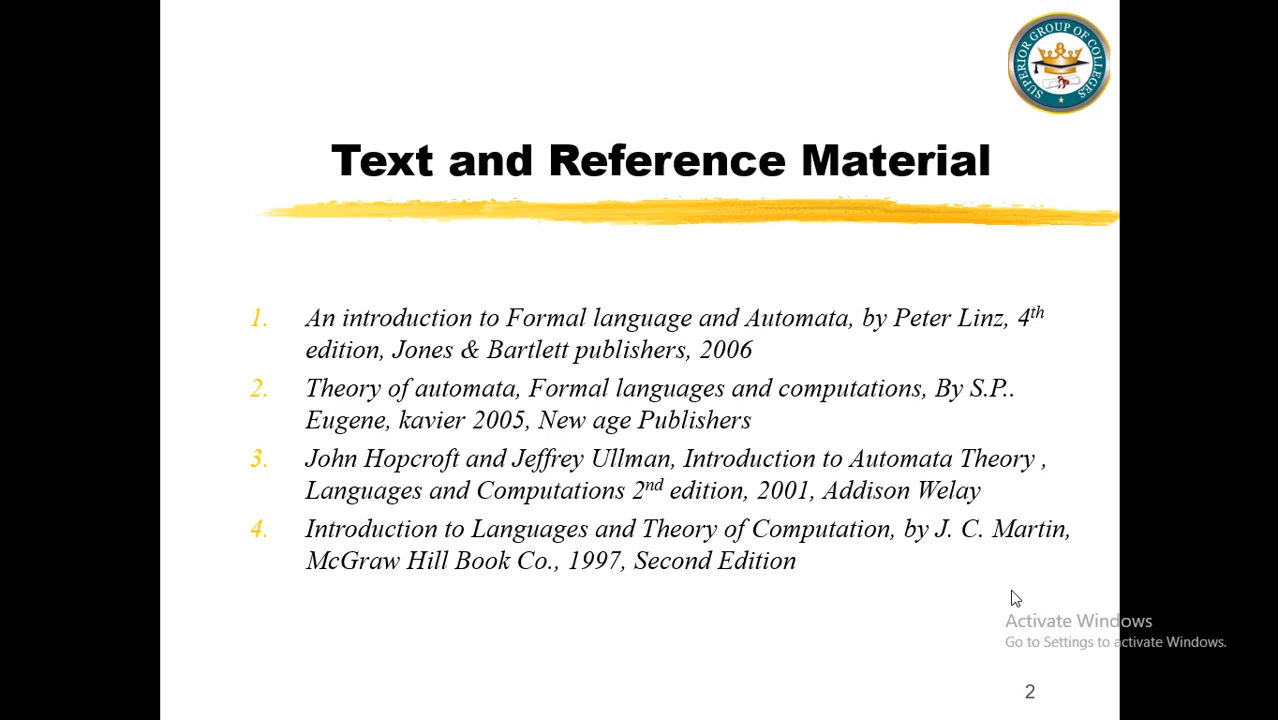 SUPERIOR GROUP OF COLLEGES
Text and Reference Material
1. An introduction to Formal language and Automata, by Peter Linz, 4th
edition, Jones & Bartlett publishers, 2006
2. Theory of automata, Formal languages and computations, By S.P..
Eugene, kavier 2005, New age Publishers
3. John Hopcroft and Jeffrey Ullman, Introduction to Automata Theory ,
Languages and Computations 2nd edition, 2001, Addison Welay
4. Introduction to Languages and Theory of Computation, by J. C. Martin,
McGraw Hill Book Co., 1997, Second Edition
Activate Windows
Go to Settings to activate Windows.
2